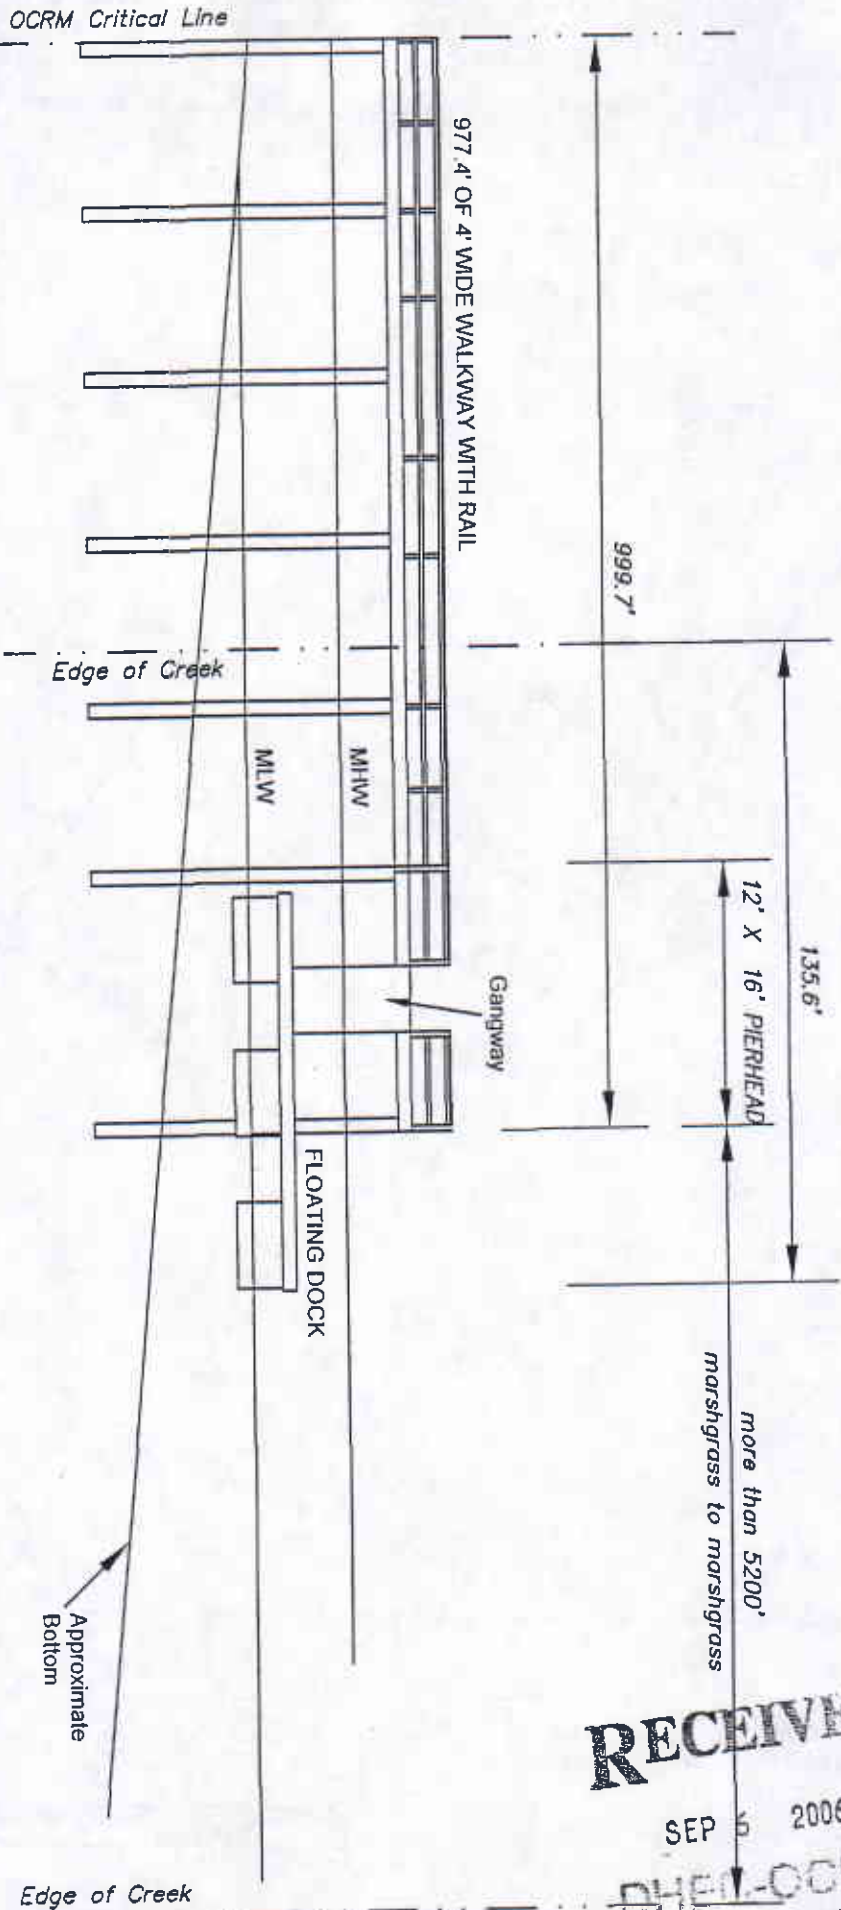 OCRM Critical Line
977.4' OF 4' WIDE WALKWAY WITH RAIL
999.7'
Edge of Creek
MLW
MHW
135.6'
12' X 16' PIERHEAD
Gangway
FLOATING DOCK
more than 5200'
marshgrass to marshgrass
Approximate
Bottom
SEP 2006
Edge of Creek